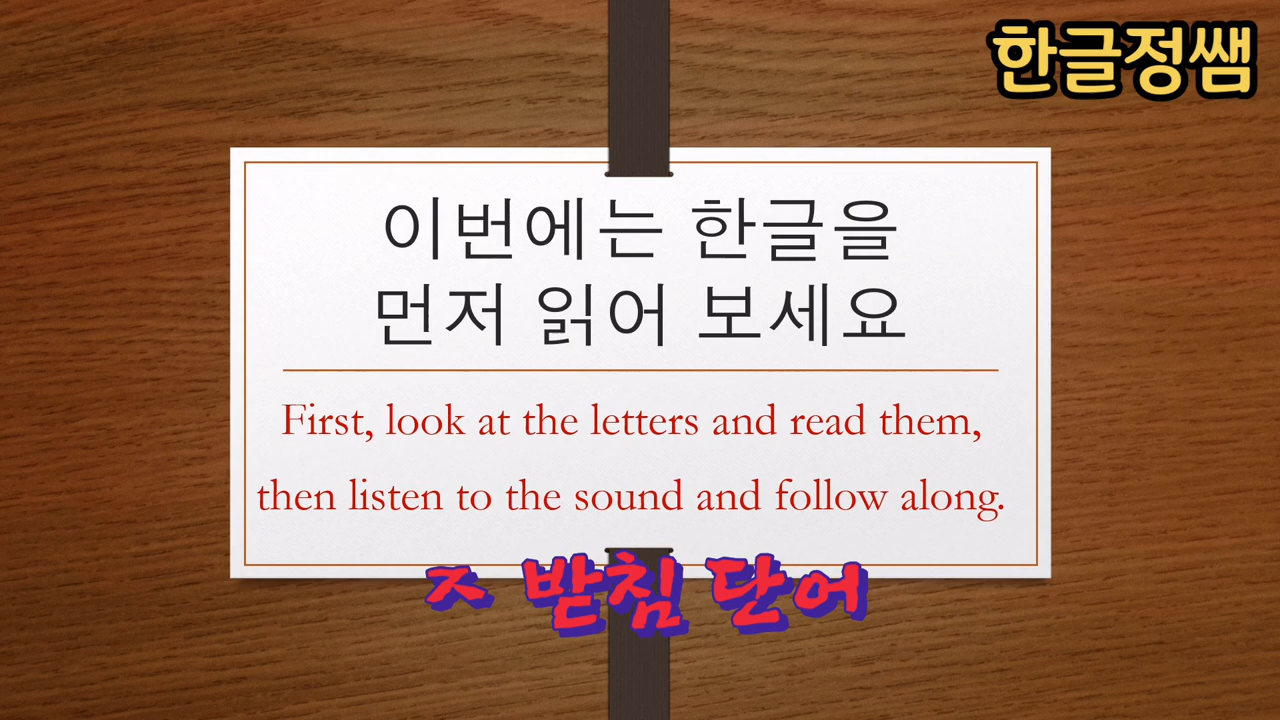 한글정쌤
이번에는 한글을
먼저 읽어 보세요
First, look at the letters and read them,
then listen to the sound and follow along.
ㅈ 받침 단어